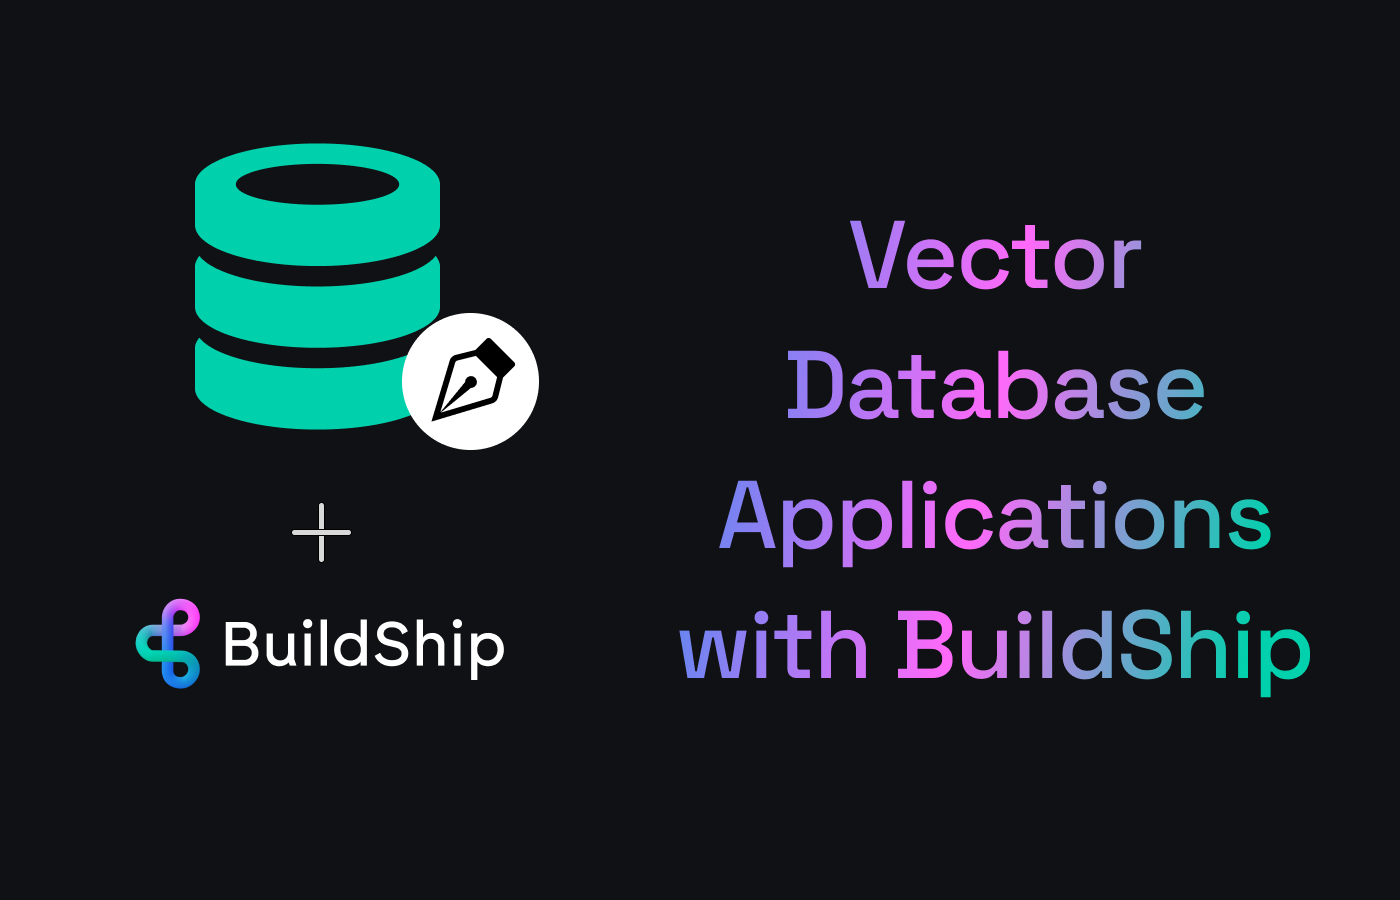 BuildShip
Vector
Database
Applications
with BuildShip